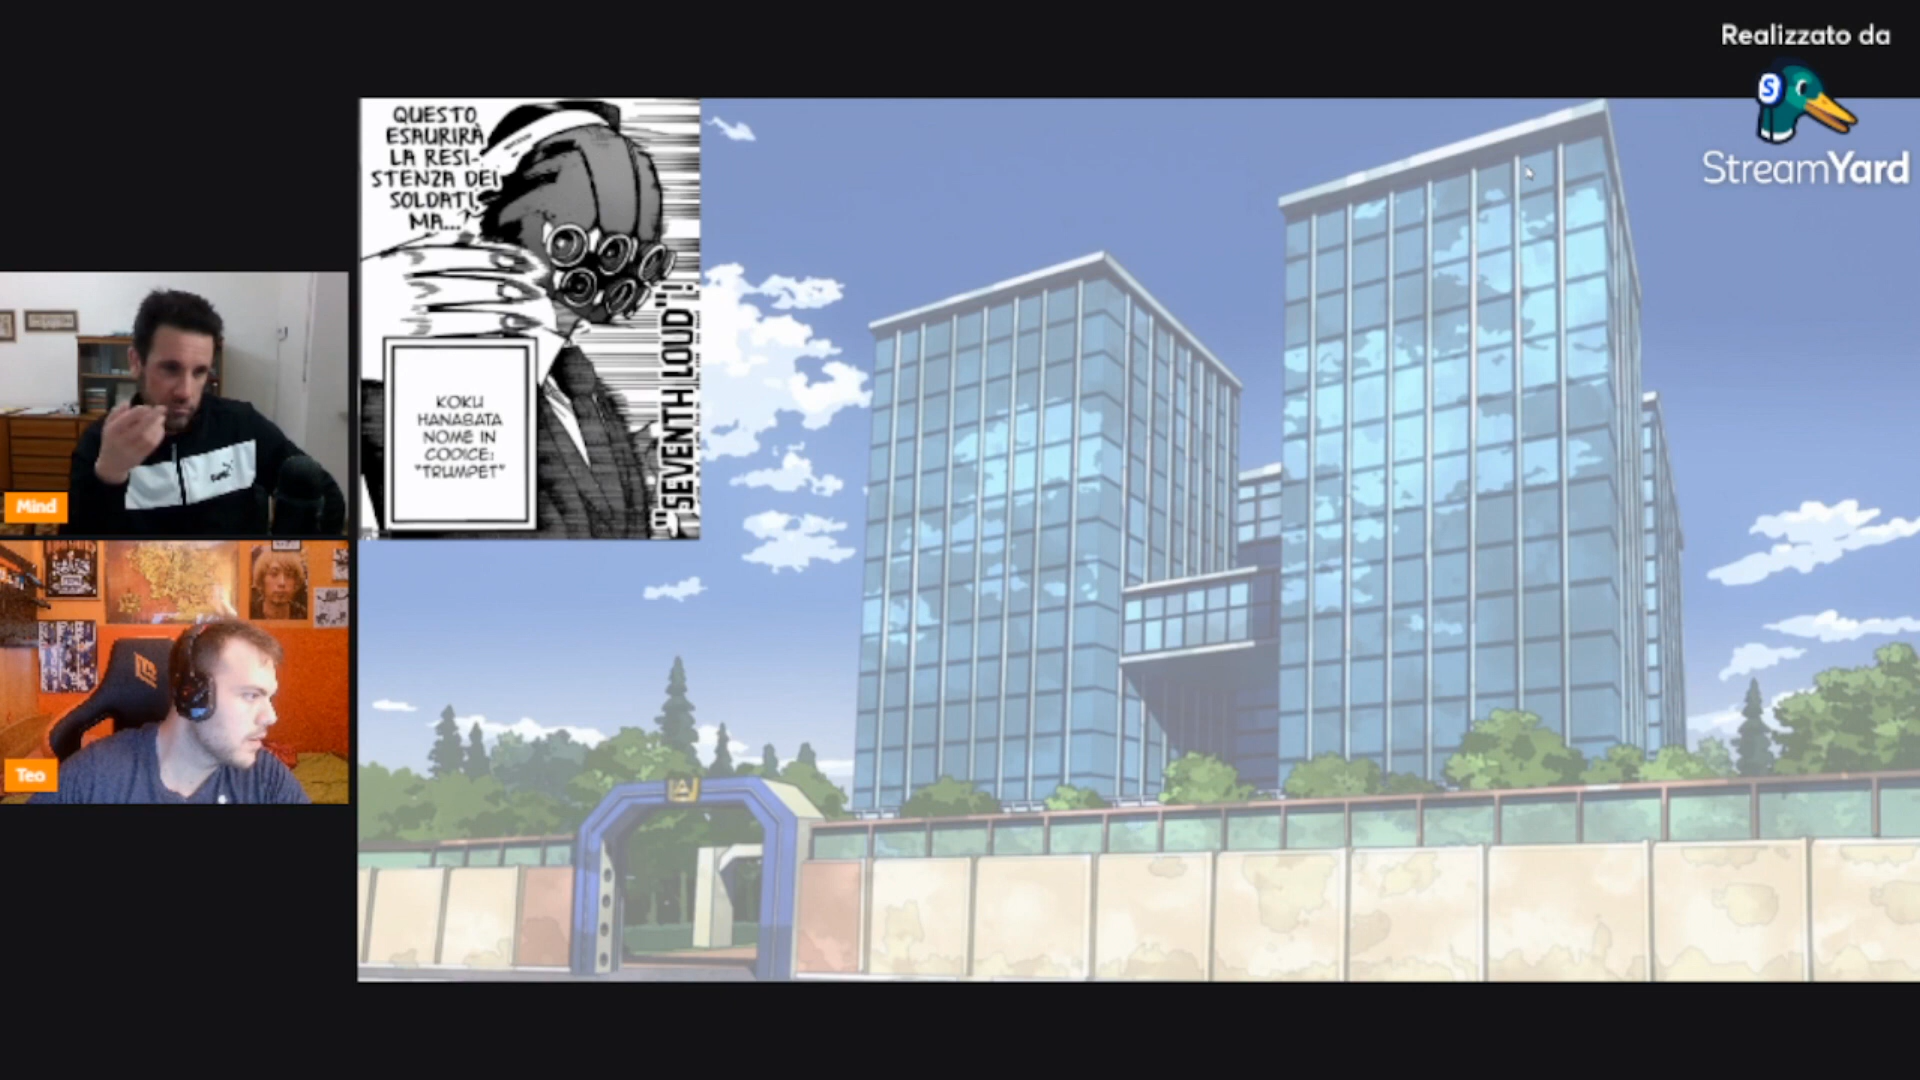 Realizzato da
StreamYard
QUESTO
ESAURIRÀ
LA RESI-
STENZA DEI
SOLDATI,
MA...
"SEVENTH LOUD"!
KOKU
HANABATA
NOME IN
CODICE:
"TRUMPET"
Mind
Teo